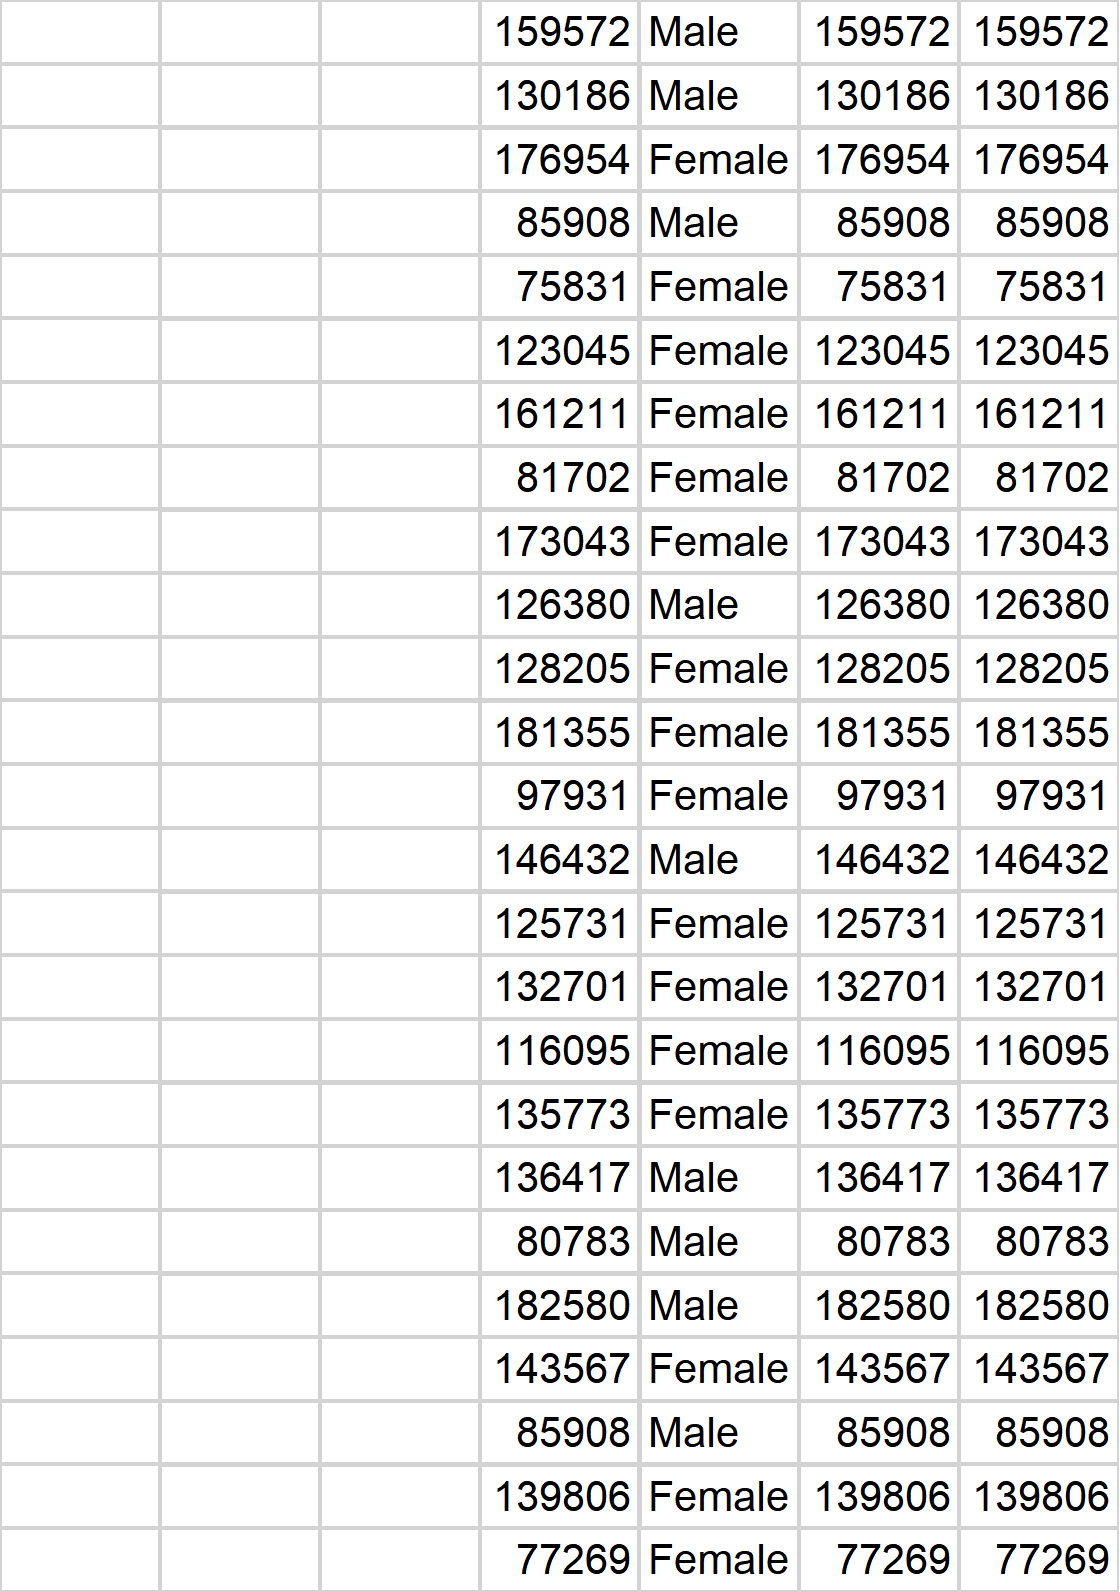 159572 Male 159572 159572
130186 Male 130186 130186
176954 Female 176954 176954
85908 Male 85908 85908
75831 Female 75831 75831
123045 Female 123045 123045
161211 Female 161211 161211
81702 Female 81702 81702
173043 Female 173043 173043
126380 Male 126380 126380
128205 Female 128205 128205
181355 Female 181355 181355
97931 Female 97931 97931
146432 Male 146432 146432
125731 Female 125731 125731
132701 Female 132701 132701
116095 Female 116095 116095
135773 Female 135773 135773
136417 Male 136417 136417
80783 Male 80783 80783
182580 Male 182580 182580
143567 Female 143567 143567
85908 Male 85908 85908
139806 Female 139806 139806
77269 Female 77269 77269